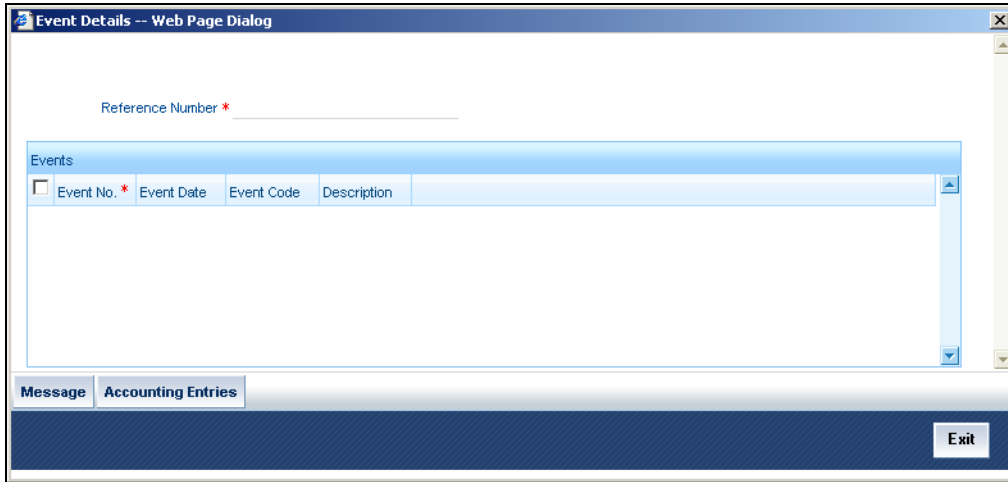 Event Details -- Web Page Dialog
Reference Number *
Events
Event No. * Event Date Event Code Description
Message Accounting Entries
Exit